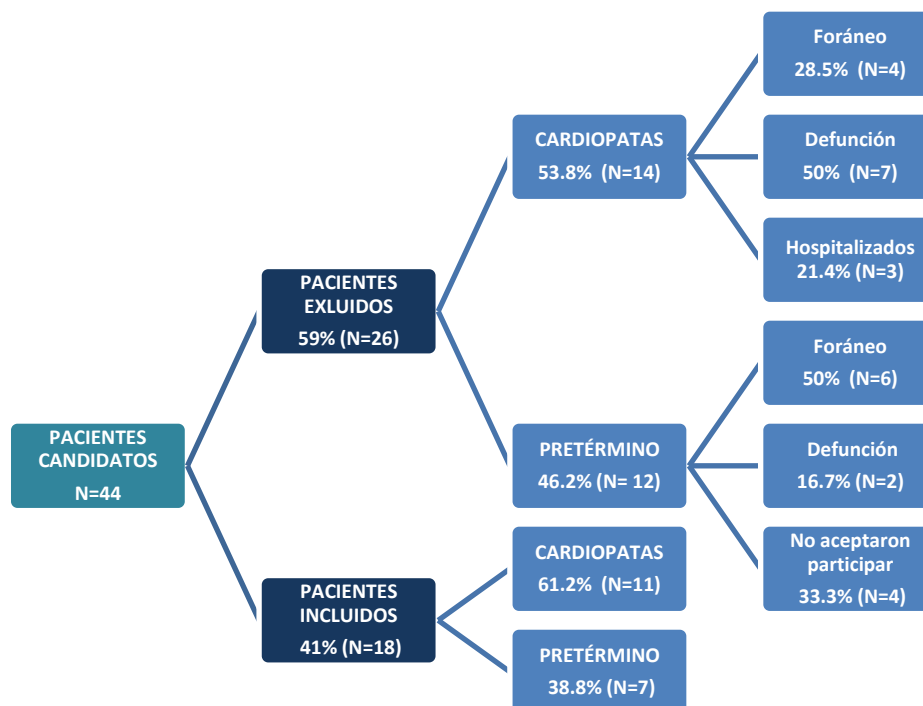 PACIENTES
CANDIDATOS
N=44
PACIENTES
EXLUIDOS
59% (N=26)
CARDIOPATAS
53.8%  (N=14)
Foráneo
28.5%  (N=4)
Defunción
50%  (N=7)
Hospitalizados
21.4% (N=3)
PRETÉRMINO
46.2% (N= 12)
Foráneo
50%  (N=6)
Defunción
16.7% (N=2)
No aceptaron
participar
33.3% (N=4)
PACIENTES
INCLUIDOS
41% (N=18)
CARDIOPATAS
61.2% (N=11)
PRETÉRMINO
38.8% (N=7)